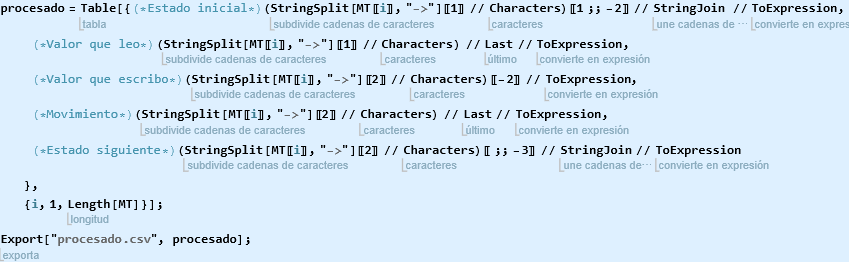 procesado = Table[{(*Estado inicial*)(StringSplit[MT〚i〛, "->"]〚1〛 // Characters)〚1 ;; -2〛 // StringJoin // ToExpression,
tabla subdivide cadenas de caracteres caracteres une cadenas de ··· convierte en expres
(*Valor que leo*)(StringSplit[MT〚i〛, "->"]〚1〛 // Characters) // Last // ToExpression,
subdivide cadenas de caracteres caracteres último convierte en expresión
(*Valor que escribo*)(StringSplit[MT〚i〛, "->"]〚2〛 // Characters)〚-2〛 // ToExpression,
subdivide cadenas de caracteres caracteres convierte en expresión
(*Movimiento*)(StringSplit[MT〚i〛, "->"]〚2〛 // Characters) // Last // ToExpression,
subdivide cadenas de caracteres caracteres último convierte en expresión
(*Estado siguiente*)(StringSplit[MT〚i〛, "->"]〚2〛 // Characters)〚 ;; -3〛 // StringJoin // ToExpression
subdivide cadenas de caracteres caracteres une cadenas de··· convierte en expresión
},
{i, 1, Length[MT]}];
longitud
Export["procesado.csv", procesado];
exporta